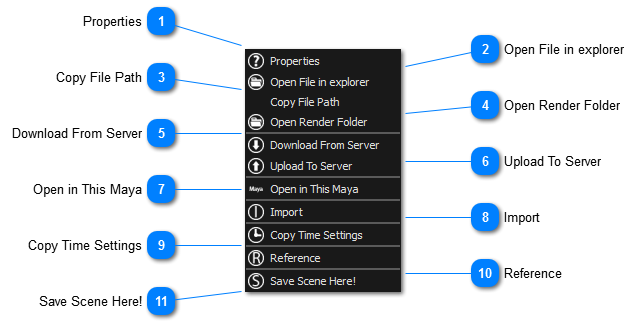 Properties 1
2 Open File in explorer
Copy File Path 3
4 Open Render Folder
Download From Server 5
6 Upload To Server
Open in This Maya 7
8 Import
Copy Time Settings 9
10 Reference
Save Scene Here! 11
? Properties
Open File in explorer
Copy File Path
Open Render Folder
Download From Server
Upload To Server
Maya Open in This Maya
Import
Copy Time Settings
R Reference
S Save Scene Here!